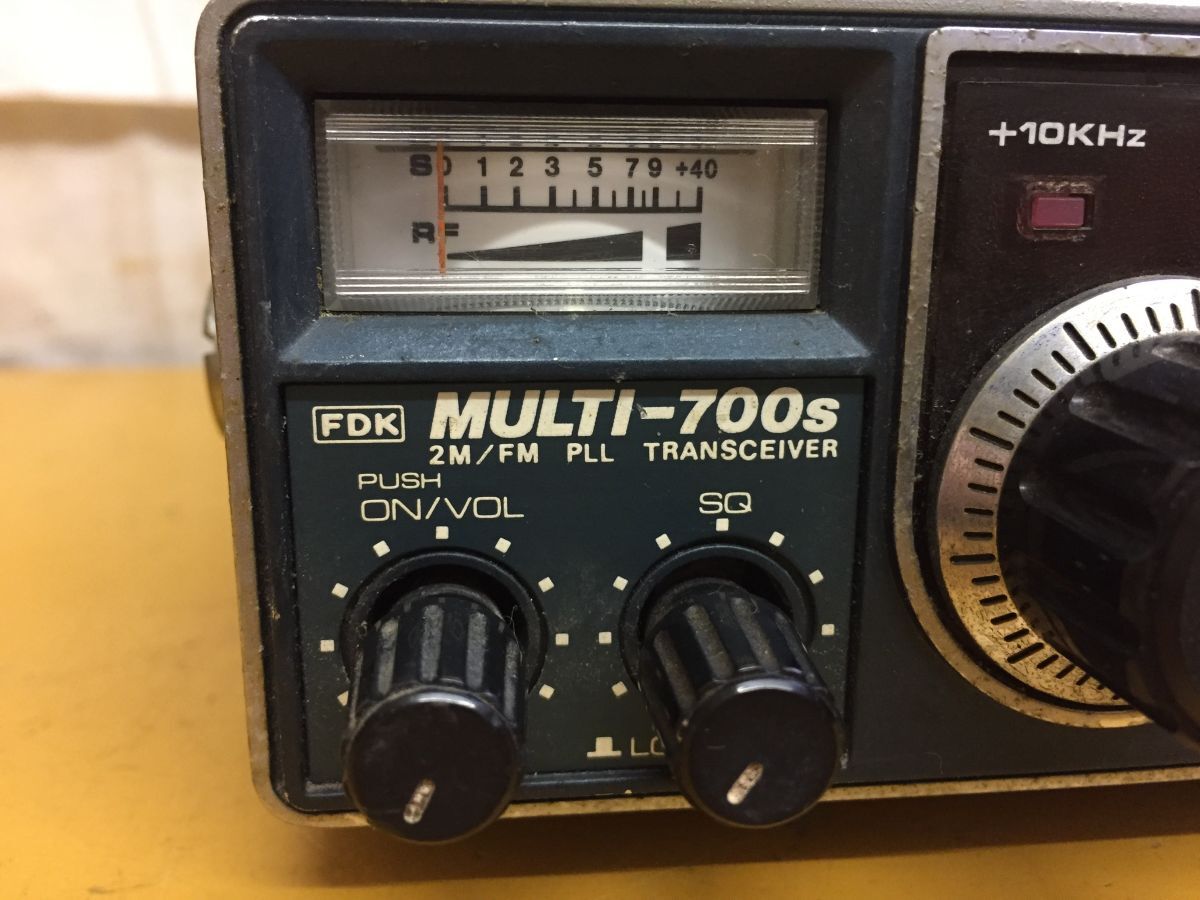 S 0 1 2 3 5 7 9 +40
RF
+10KHz
FDK MULTI-700s
2M/FM PLL TRANSCEIVER
PUSH
ON/VOL
SQ